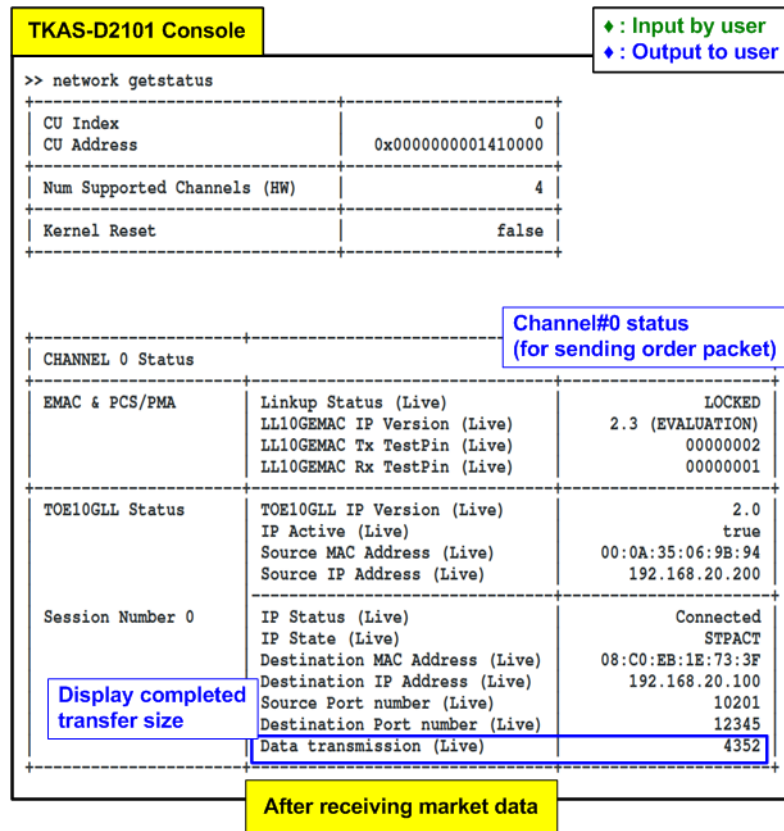 TKAS-D2101 Console
♦ : Input by user
♦ : Output to user
>> network getstatus
CU Index 0
CU Address 0x0000000001410000
Num Supported Channels (HW) 4
Kernel Reset false
Channel#0 status
(for sending order packet)
CHANNEL 0 Status
EMAC & PCS/PMA Linkup Status (Live) LOCKED
LL10GEMAC IP Version (Live) 2.3 (EVALUATION)
LL10GEMAC Tx TestPin (Live) 00000002
LL10GEMAC Rx TestPin (Live) 00000001
TOE10GLL Status TOE10GLL IP Version (Live) 2.0
IP Active (Live) true
Source MAC Address (Live) 00:0A:35:06:9B:94
Source IP Address (Live) 192.168.20.200
Session Number 0 IP Status (Live) Connected
IP State (Live) STPACT
Destination MAC Address (Live) 08:C0:EB:1E:73:3F
Destination IP Address (Live) 192.168.20.100
Source Port number (Live) 10201
Destination Port number (Live) 12345
Data transmission (Live) 4352
Display completed
transfer size
After receiving market data